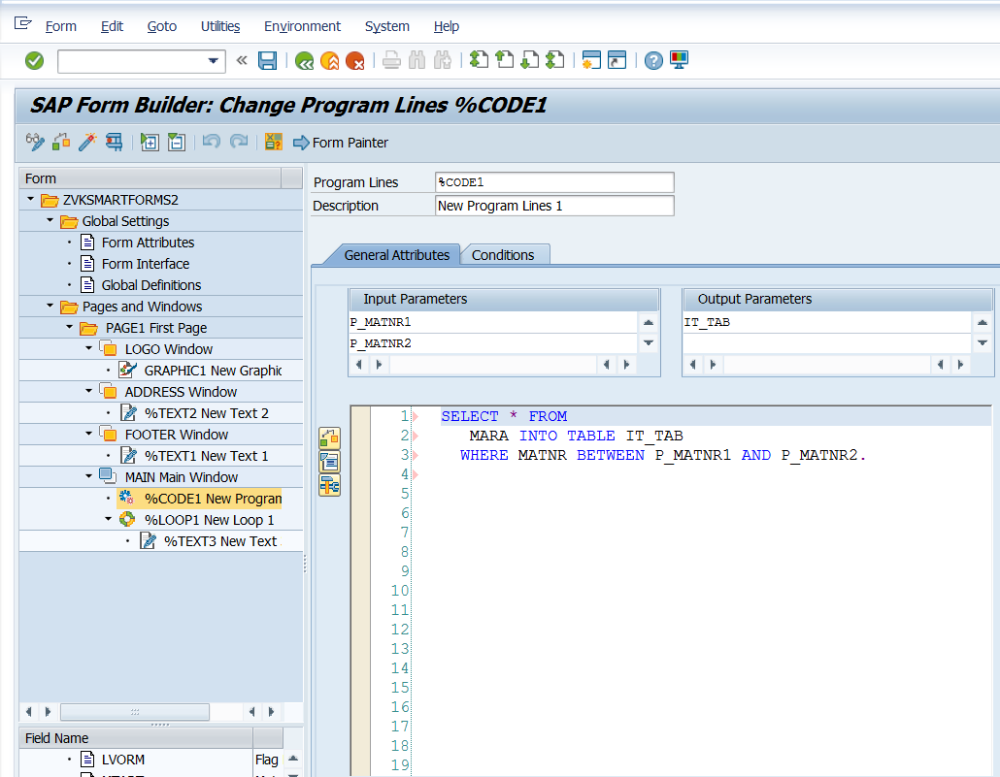 Form Edit Goto Utilities Environment System Help
«
SAP Form Builder: Change Program Lines %CODE1
Form Painter
Form
ZVKSMARTFORMS2
Global Settings
Form Attributes
Form Interface
Global Definitions
Pages and Windows
PAGE1 First Page
LOGO Window
GRAPHIC1 New Graphic
ADDRESS Window
%TEXT2 New Text 2
FOOTER Window
%TEXT1 New Text 1
MAIN Main Window
%CODE1 New Program
%LOOP1 New Loop 1
%TEXT3 New Text
Field Name
LVORM Flag
Program Lines %CODE1
Description New Program Lines 1
General Attributes Conditions
Input Parameters Output Parameters
P_MATNR1 IT_TAB
P_MATNR2
1 SELECT * FROM
2 MARA INTO TABLE IT_TAB
3 WHERE MATNR BETWEEN P_MATNR1 AND P_MATNR2.
4
5
6
7
8
9
10
11
12
13
14
15
16
17
18
19